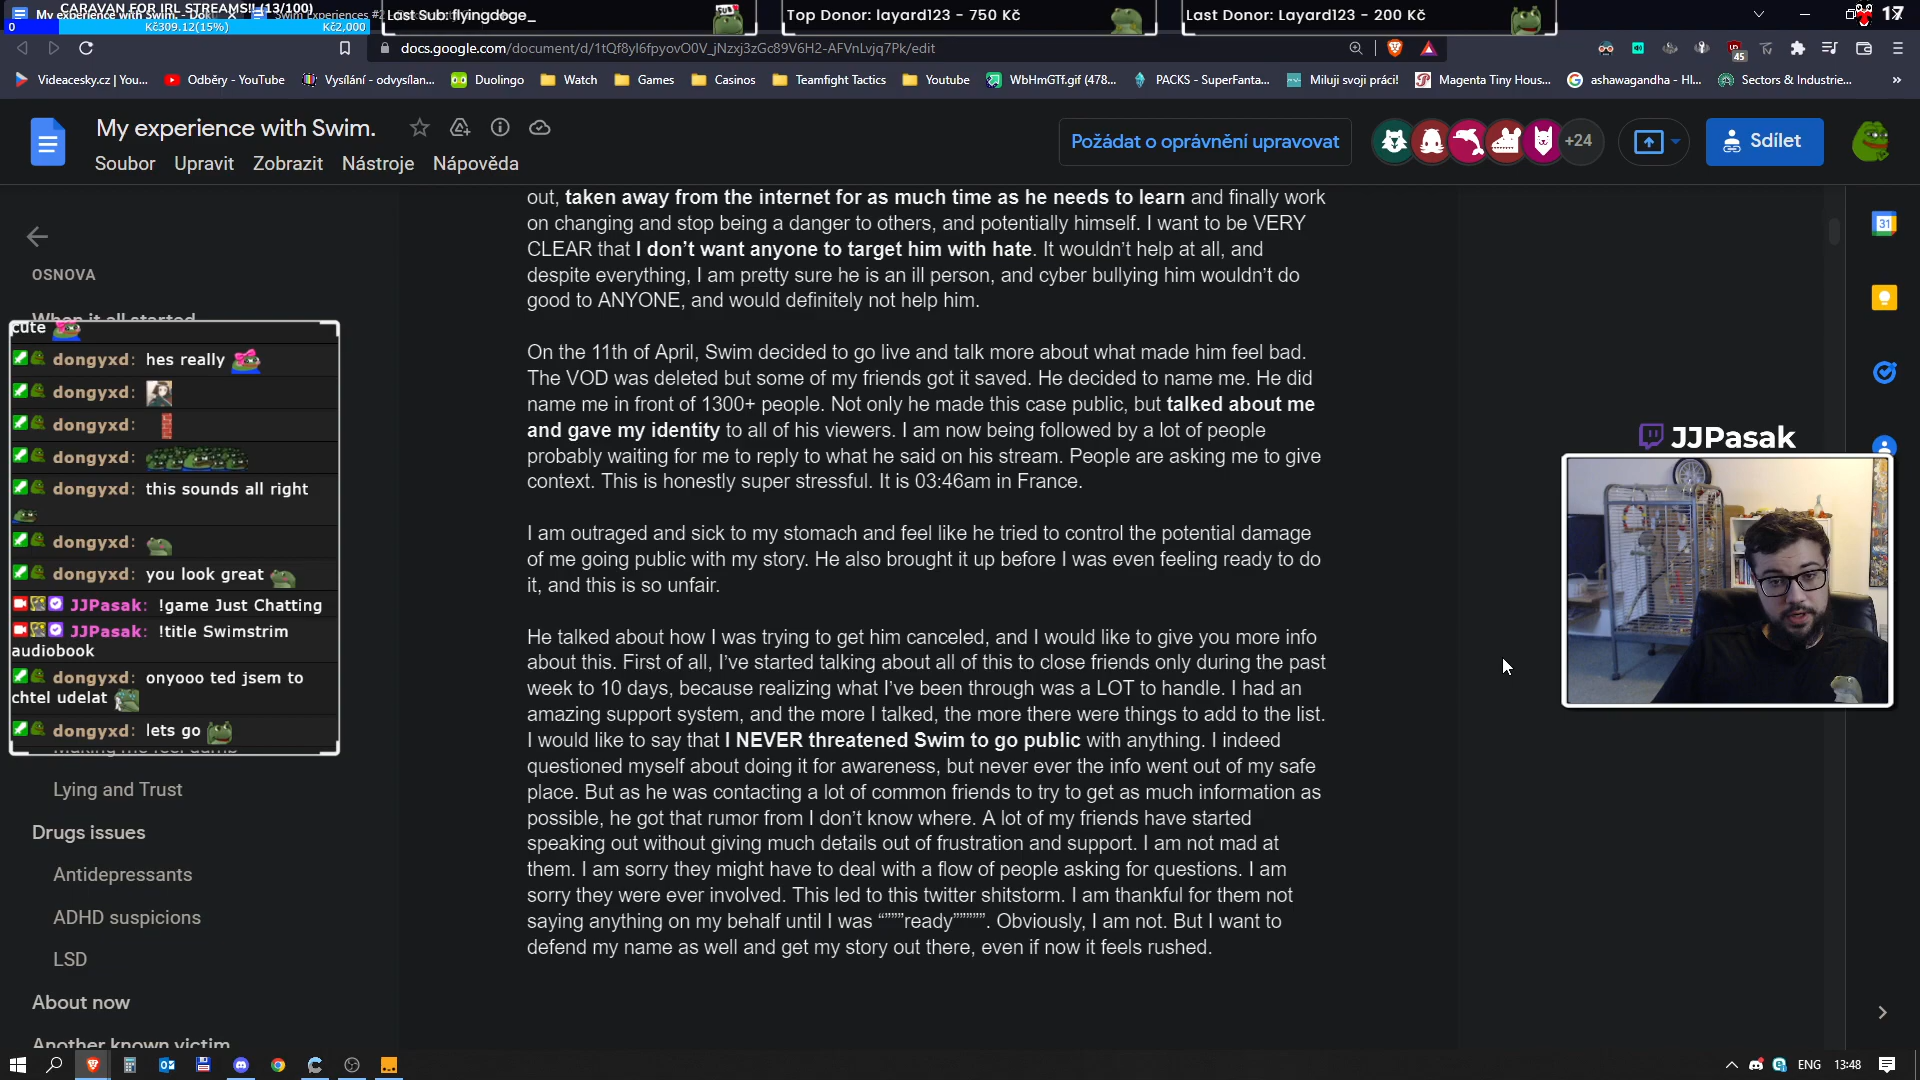 CARAVAN FOR IRL STREAMS!! (13/100)
0 Kč309.12(15%) Kč2,000
Last Sub: flyingdoge_
Top Donor: layard123 - 750 Kč
Last Donor: Layard123 - 200 Kč
17
docs.google.com/document/d/1tQf8yl6fpyovO0V_jNzxj3zGc89V6H2-AFVnLvjq7Pk/edit
45
Videacesky.cz | You...
Odběry - YouTube
Vysílání - odvysílan...
Duolingo
Watch
Games
Casinos
Teamfight Tactics
Youtube
WbHmGTf.gif (478...
PACKS - SuperFanta...
Miluji svoji práci!
Magenta Tiny Hous...
ashawagandha - Hl...
Sectors & Industrie...
My experience with Swim.
Soubor Upravit Zobrazit Nástroje Nápověda
Požádat o oprávnění upravovat
+24
Sdílet
OSNOVA
When it all started
cute
dongyxd: hes really
dongyxd:
dongyxd:
dongyxd:
dongyxd: this sounds all right
dongyxd:
dongyxd: you look great
JJPasak: !game Just Chatting
JJPasak: !title Swimstrim
audiobook
dongyxd: onyooo ted jsem to
chtel udelat
dongyxd: lets go
Making me feel dumb
Lying and Trust
Drugs issues
Antidepressants
ADHD suspicions
LSD
About now
Another known victim
out, taken away from the internet for as much time as he needs to learn and finally work
on changing and stop being a danger to others, and potentially himself. I want to be VERY
CLEAR that I don't want anyone to target him with hate. It wouldn't help at all, and
despite everything, I am pretty sure he is an ill person, and cyber bullying him wouldn't do
good to ANYONE, and would definitely not help him.
On the 11th of April, Swim decided to go live and talk more about what made him feel bad.
The VOD was deleted but some of my friends got it saved. He decided to name me. He did
name me in front of 1300+ people. Not only he made this case public, but talked about me
and gave my identity to all of his viewers. I am now being followed by a lot of people
probably waiting for me to reply to what he said on his stream. People are asking me to give
context. This is honestly super stressful. It is 03:46am in France.
I am outraged and sick to my stomach and feel like he tried to control the potential damage
of me going public with my story. He also brought it up before I was even feeling ready to do
it, and this is so unfair.
He talked about how I was trying to get him canceled, and I would like to give you more info
about this. First of all, I've started talking about all of this to close friends only during the past
week to 10 days, because realizing what I've been through was a LOT to handle. I had an
amazing support system, and the more I talked, the more there were things to add to the list.
I would like to say that I NEVER threatened Swim to go public with anything. I indeed
questioned myself about doing it for awareness, but never ever the info went out of my safe
place. But as he was contacting a lot of common friends to try to get as much information as
possible, he got that rumor from I don't know where. A lot of my friends have started
speaking out without giving much details out of frustration and support. I am not mad at
them. I am sorry they might have to deal with a flow of people asking for questions. I am
sorry they were ever involved. This led to this twitter shitstorm. I am thankful for them not
saying anything on my behalf until I was “”””ready”””””. Obviously, I am not. But I want to
defend my name as well and get my story out there, even if now it feels rushed.
31
JJPasak
ENG 13:48